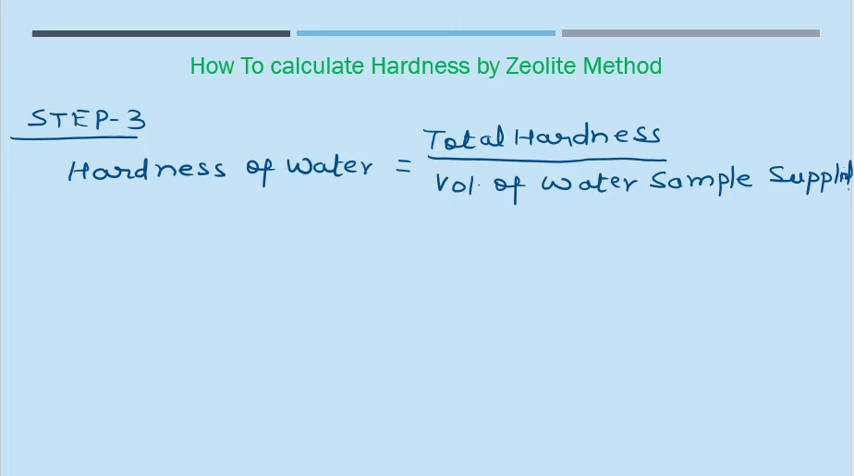 How To calculate Hardness by Zeolite Method
STEP-3
Hardness of Water = Total Hardness
Vol. of Water Sample